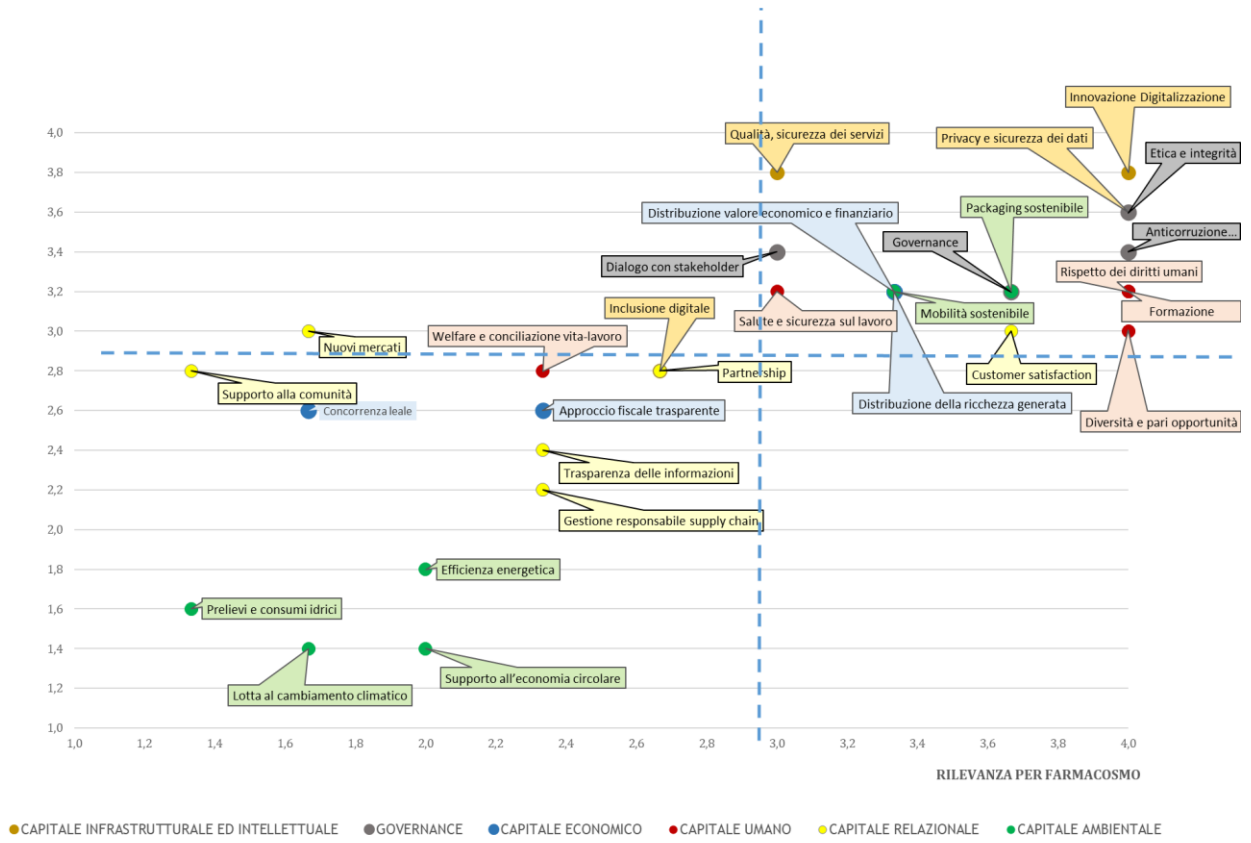 Innovazione Digitalizzazione
4,0
Qualità, sicurezza dei servizi
Privacy e sicurezza dei dati
Etica e integrità
3,8
Distribuzione valore economico e finanziario
Packaging sostenibile
3,6
Anticorruzione...
Governance
3,4
Dialogo con stakeholder
Rispetto dei diritti umani
3,2
Inclusione digitale
Mobilità sostenibile
Formazione
Salute e sicurezza sul lavoro
3,0
Welfare e conciliazione vita-lavoro
Nuovi mercati
2,8
Partnership
Customer satisfaction
Supporto alla comunità
2,6
Concorrenza leale
Approccio fiscale trasparente
Distribuzione della ricchezza generata
Diversità e pari opportunità
2,4
Trasparenza delle informazioni
2,2
Gestione responsabile supply chain
2,0
1,8
Efficienza energetica
1,6
Prelievi e consumi idrici
1,4
Supporto all'economia circolare
Lotta al cambiamento climatico
1,2
1,0
1,0 1,2 1,4 1,6 1,8 2,0 2,2 2,4 2,6 2,8 3,0 3,2 3,4 3,6 3,8 4,0
RILEVANZA PER FARMACOSMO
CAPITALE INFRASTRUTTURALE ED INTELLETTUALE GOVERNANCE CAPITALE ECONOMICO CAPITALE UMANO CAPITALE RELAZIONALE CAPITALE AMBIENTALE